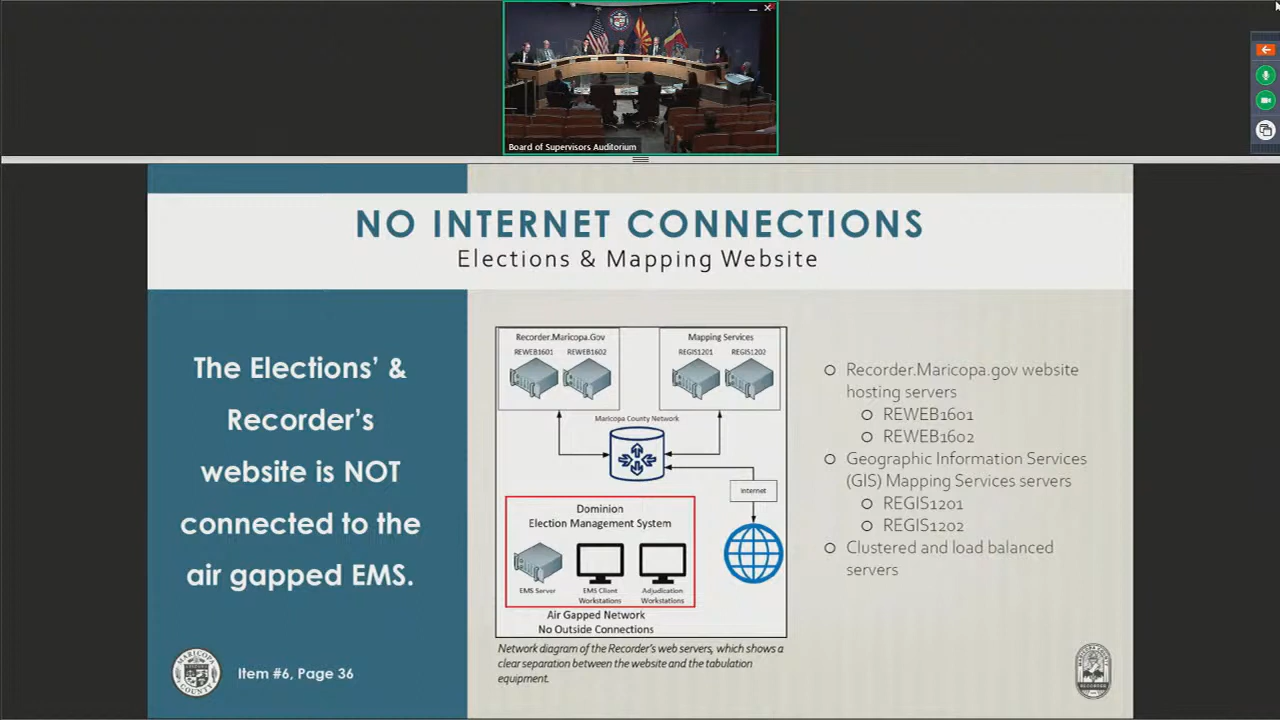 Board of Supervisors Auditorium
NO INTERNET CONNECTIONS
Elections & Mapping Website
The Elections’ &
Recorder’s
website is NOT
connected to the
air gapped EMS.
Recorder.Maricopa.Gov
REWEB1601 REWEB1602
Mapping Services
REGIS1201 REGIS1202
Maricopa County Network
Internet
Dominion
Election Management System
EMS Server
EMS Client
Workstations
Adjudication
Workstations
Air Gapped Network
No Outside Connections
Network diagram of the Recorder’s web servers, which shows a
clear separation between the website and the tabulation
equipment.
Recorder.Maricopa.gov website
hosting servers
REWEB1601
REWEB1602
Geographic Information Services
(GIS) Mapping Services servers
REGIS1201
REGIS1202
Clustered and load balanced
servers
MARICOPA
COUNTY
Item #6, Page 36